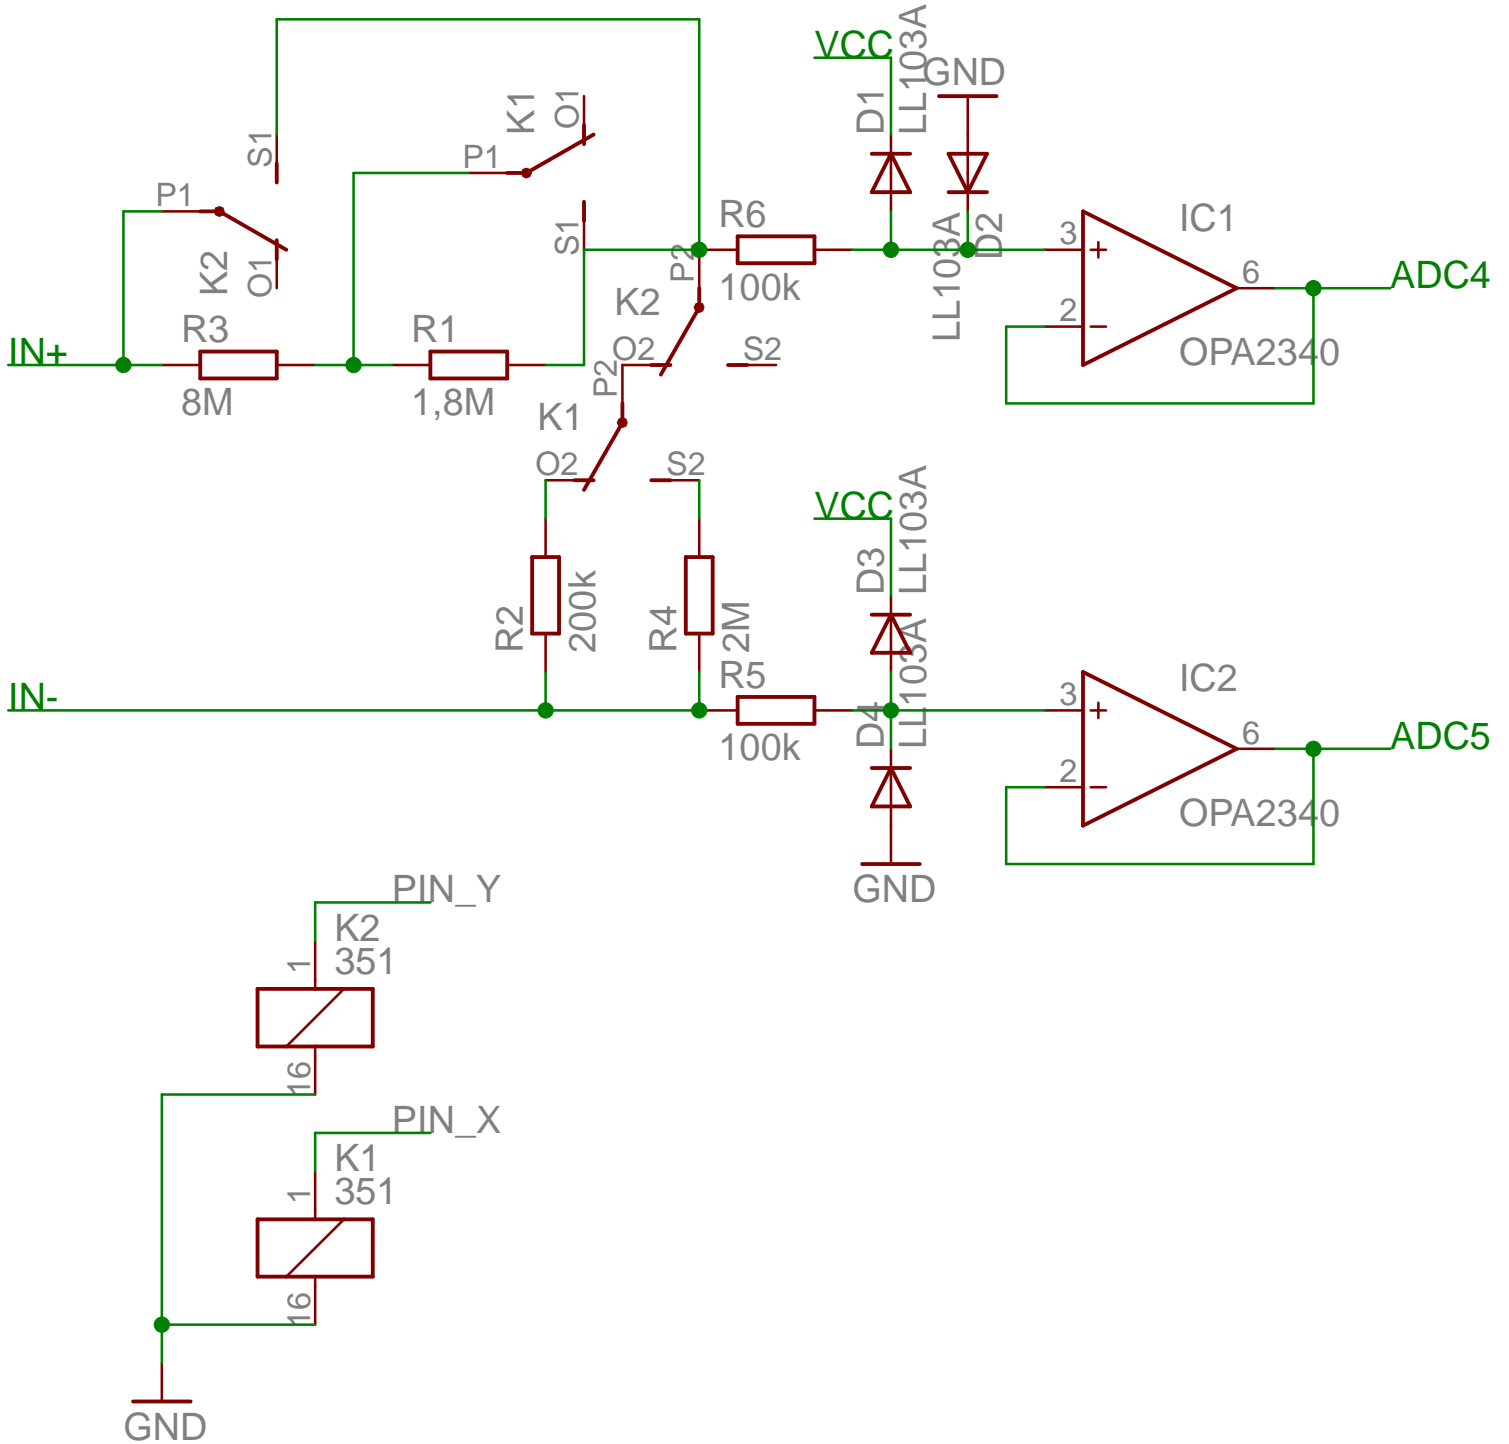 VCC
LL103A
GND
D1
K1
O1
S1
P1
P1
K2
O1
S1
R6
P2
100k
LL103A
D2
IC1
3
6
ADC4
2
OPA2340
IN+
R3
8M
R1
1,8M
K2
O2
S2
P2
K1
O2
S2
VCC
LL103A
D3
R2
200k
R4
2M
LL103A
D4
R5
100k
IN-
IC2
3
6
ADC5
2
OPA2340
GND
PIN_Y
K2
351
1
16
PIN_X
K1
351
1
16
GND